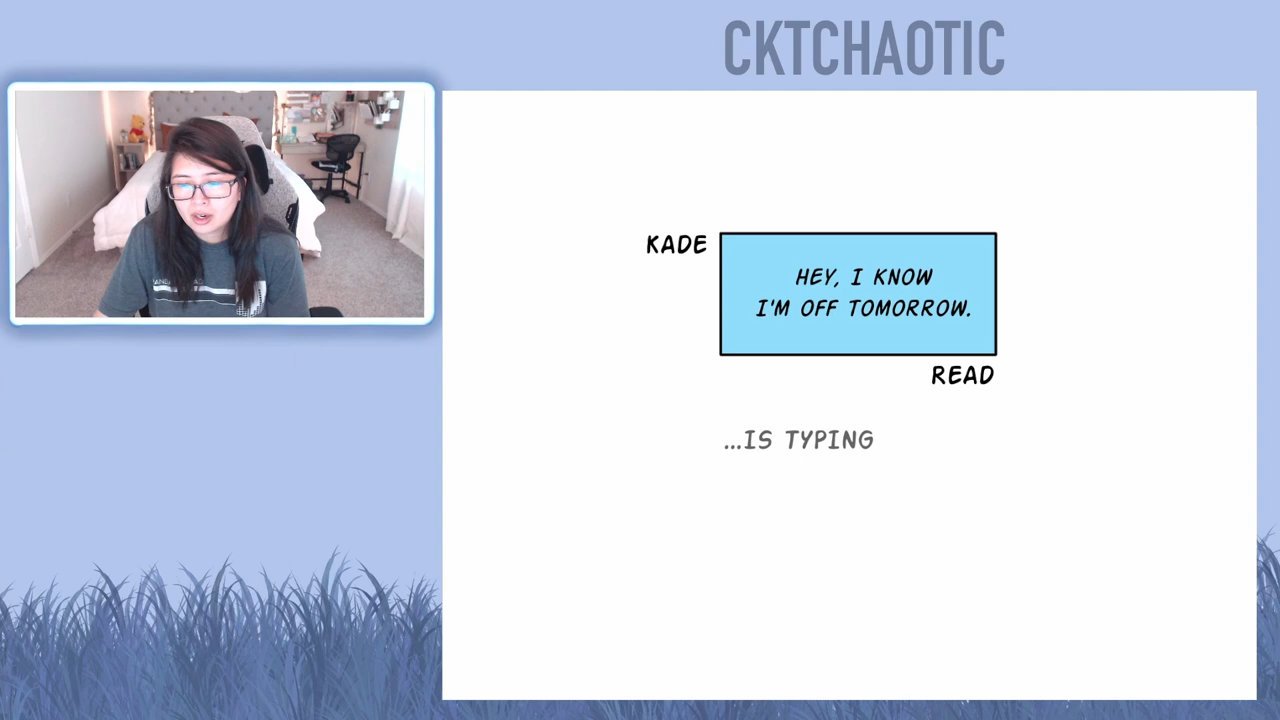 CKTCHAOTIC
KADE
HEY, I KNOW
I'M OFF TOMORROW.
READ
...IS TYPING